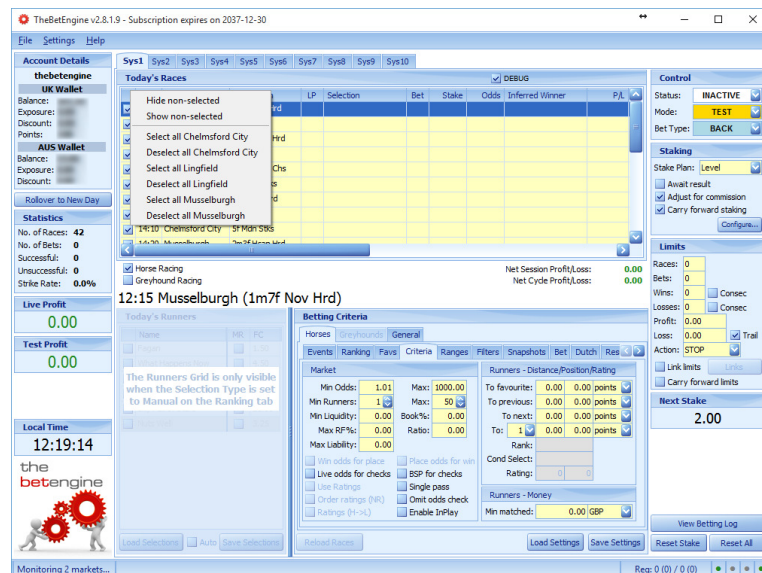 TheBetEngine v2.8.1.9 - Subscription expires on 2037-12-30
File Settings Help
Account Details
thebetengine
UK Wallet
Balance:
Exposure:
Discount:
Points:
AUS Wallet
Balance:
Exposure:
Discount:
Rollover to New Day
Statistics
No. of Races: 42
No. of Bets: 0
Successful: 0
Unsuccessful: 0
Strike Rate: 0.0%
Live Profit
0.00
Test Profit
0.00
Local Time
12:19:14
the
betengine
Sys1 Sys2 Sys3 Sys4 Sys5 Sys6 Sys7 Sys8 Sys9 Sys10
Today's Races DEBUG
LP Selection Bet Stake Odds Inferred Winner P/L
Hide non-selected
Show non-selected
Select all Chelmsford City
Deselect all Chelmsford City
Select all Lingfield
Deselect all Lingfield
Select all Musselburgh
Deselect all Musselburgh
Hrd
Chs
14:10 Chelmsford City 5f Mdn Stks
14:20 Musselburgh 2m3f Hcap Hrd
Horse Racing Net Session Profit/Loss: 0.00
Greyhound Racing Net Cycle Profit/Loss: 0.00
12:15 Musselburgh (1m7f Nov Hrd)
Today's Runners
Name MR FC
The Runners Grid is only visible
when the Selection Type is set
to Manual on the Ranking tab
Load Selections Auto Save Selections
Betting Criteria
Horses Greyhounds General
Events Ranking Favs Criteria Ranges Filters Snapshots Bet Dutch Res
Market
Min Odds: 1.01 Max: 1000.00
Min Runners: 1 Max: 50
Min Liquidity: 0.00 Book%: 0.00
Max RF%: 0.00 Ratio: 0.00
Max Liability: 0.00
Win odds for place Place odds for win
Live odds for checks BSP for checks
Use Ratings Single pass
Order ratings (NR) Omit odds check
Ratings (H->L) Enable InPlay
Runners - Distance/Position/Rating
To favourite: 0.00 0.00 points
To previous: 0.00 0.00 points
To next: 0.00 0.00 points
To: 1 0.00 0.00 points
Rank:
Cond Select:
Rating: 0 0
Runners - Money
Min matched: 0.00 GBP
Reload Races Load Settings Save Settings
Control
Status: INACTIVE
Mode: TEST
Bet Type: BACK
Staking
Stake Plan: Level
Await result
Adjust for commission
Carry forward staking
Configure...
Limits
Races: 0
Bets: 0
Wins: 0 Consec
Losses: 0 Consec
Profit: 0.00
Loss: 0.00 Trail
Action: STOP
Link limits Links
Carry forward limits
Next Stake
2.00
View Betting Log
Reset Stake Reset All
Monitoring 2 markets... Req: 0 (0) / 0 (0)